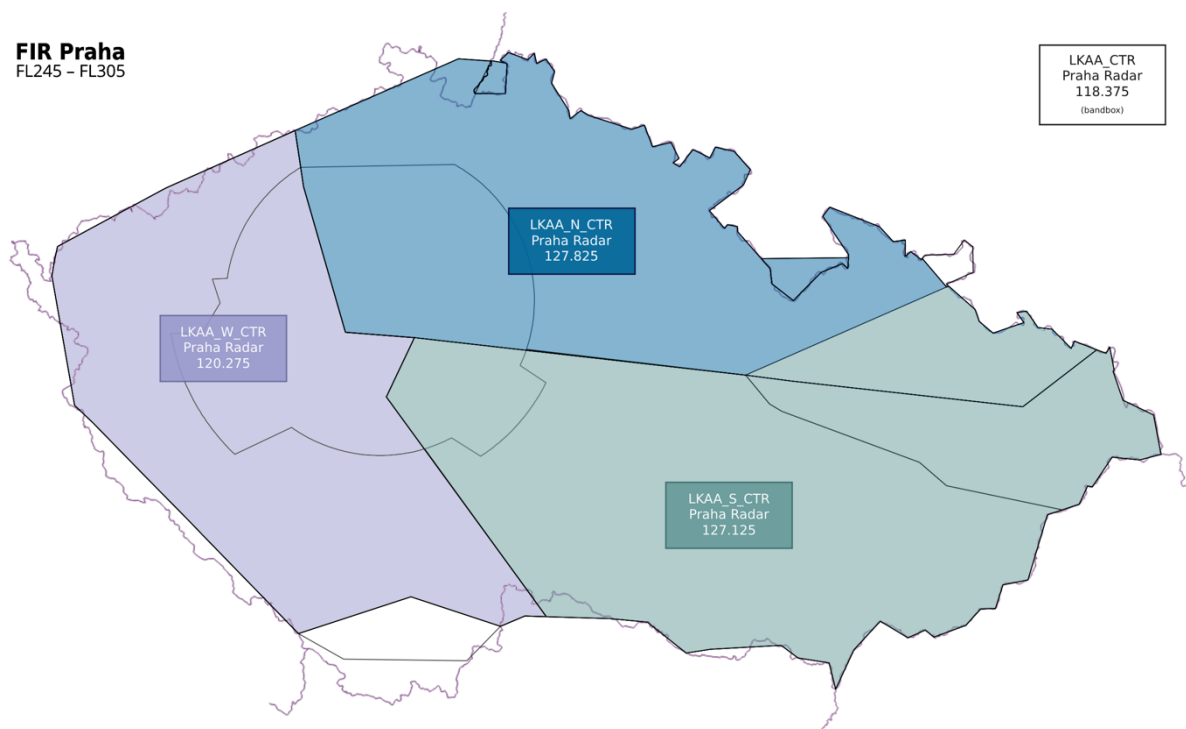 FIR Praha
FL245 – FL305
LKAA_CTR
Praha Radar
118.375
(bandbox)
LKAA_N_CTR
Praha Radar
127.825
LKAA_W_CTR
Praha Radar
120.275
LKAA_S_CTR
Praha Radar
127.125